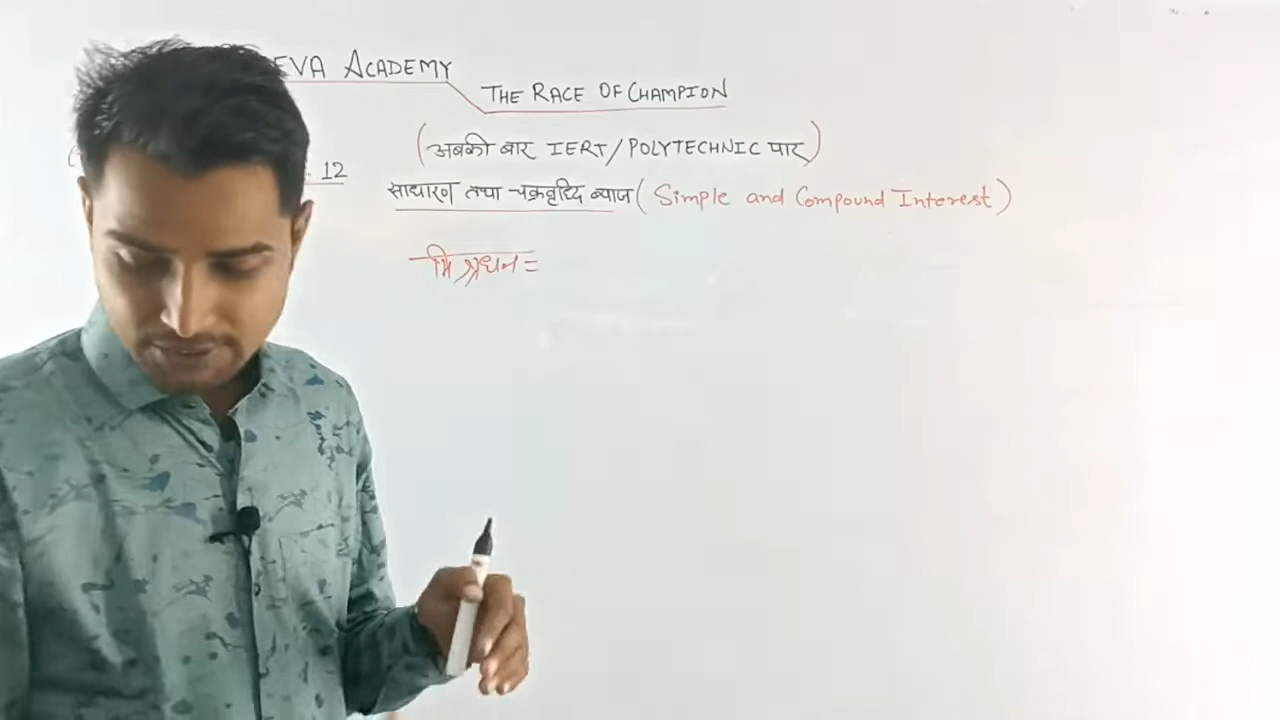 EVA ACADEMY
THE RACE OF CHAMPION
(अबकी बार IERT/POLYTECHNIC पार)
12
साधारण तथा चक्रवृध्दि ब्याज (Simple and Compound Interest)
मिश्रधन =